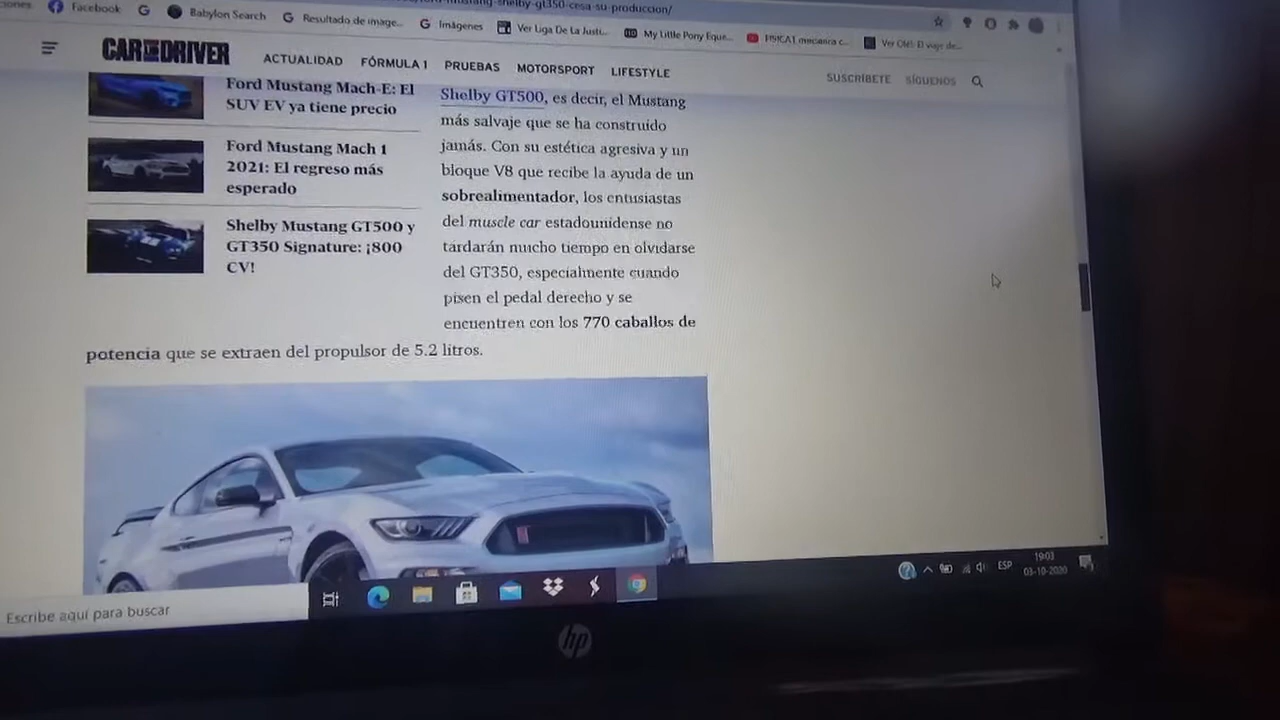 Facebook
Babylon Search
Resultado de image...
Imágenes
Ver Liga De La Justi...
My Little Pony Eque...
Ver Olé! El viaje de...
CAR AND DRIVER
ACTUALIDAD
FÓRMULA 1
PRUEBAS
MOTORSPORT
LIFESTYLE
SUSCRÍBETE
SÍGUENOS
Ford Mustang Mach-E: El
SUV EV ya tiene precio
Ford Mustang Mach 1
2021: El regreso más
esperado
Shelby Mustang GT500 y
GT350 Signature: ¡800
CV!
Shelby GT500, es decir, el Mustang
más salvaje que se ha construido
jamás. Con su estética agresiva y un
bloque V8 que recibe la ayuda de un
sobrealimentador, los entusiastas
del muscle car estadounidense no
tardarán mucho tiempo en olvidarse
del GT350, especialmente cuando
pisen el pedal derecho y se
encuentren con los 770 caballos de
potencia que se extraen del propulsor de 5.2 litros.
Escribe aquí para buscar
ESP
19:03
03-10-2020
hp